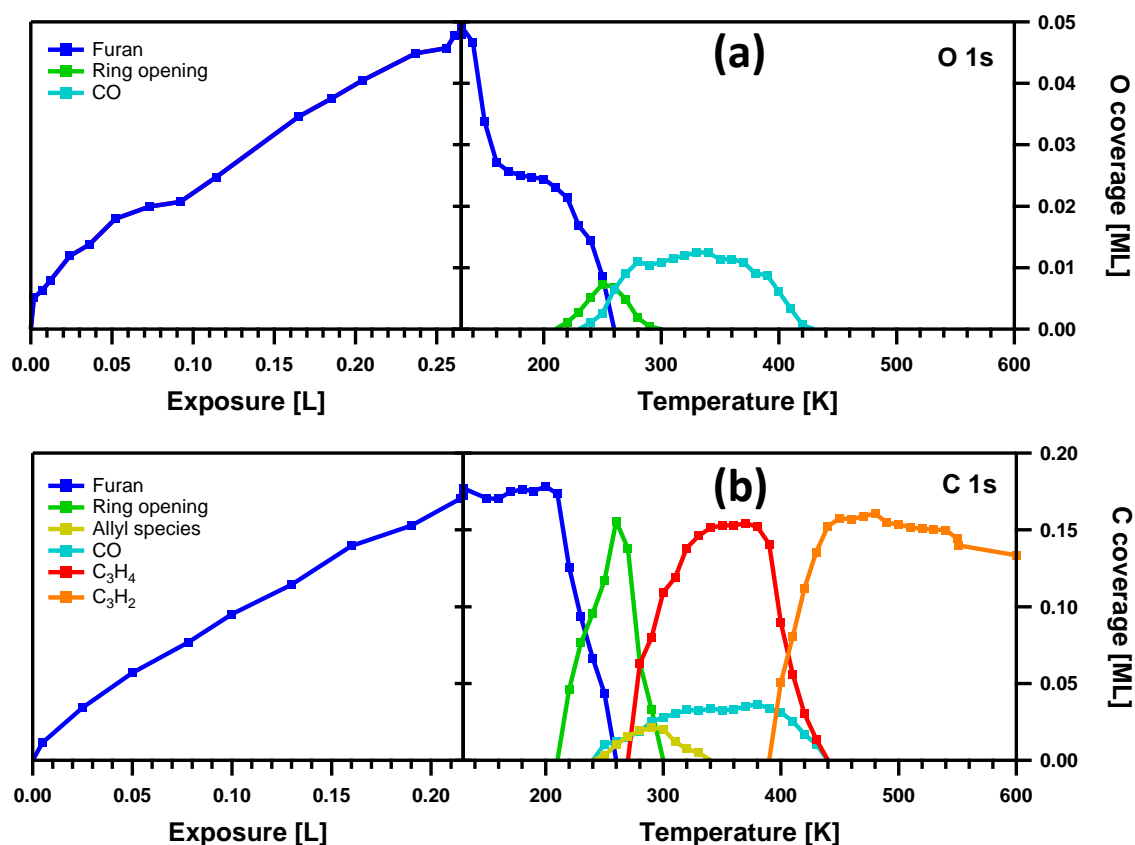 (a)
O 1s
Furan
Ring opening
CO
0.05
0.04
0.03
0.02
0.01
0.00
O coverage [ML]
0.00 0.05 0.10 0.15 0.20 0.25 200 300 400 500 600
Exposure [L] Temperature [K]
(b)
C 1s
Furan
Ring opening
Allyl species
CO
C₃H₄
C₃H₂
0.20
0.15
0.10
0.05
0.00
C coverage [ML]
0.00 0.05 0.10 0.15 0.20 200 300 400 500 600
Exposure [L] Temperature [K]